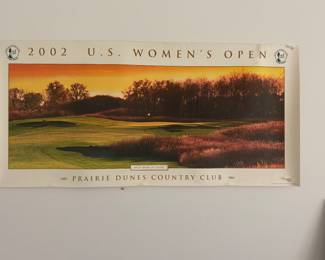 2002 U.S. WOMEN'S OPEN
PRAIRIE DUNES COUNTRY CLUB